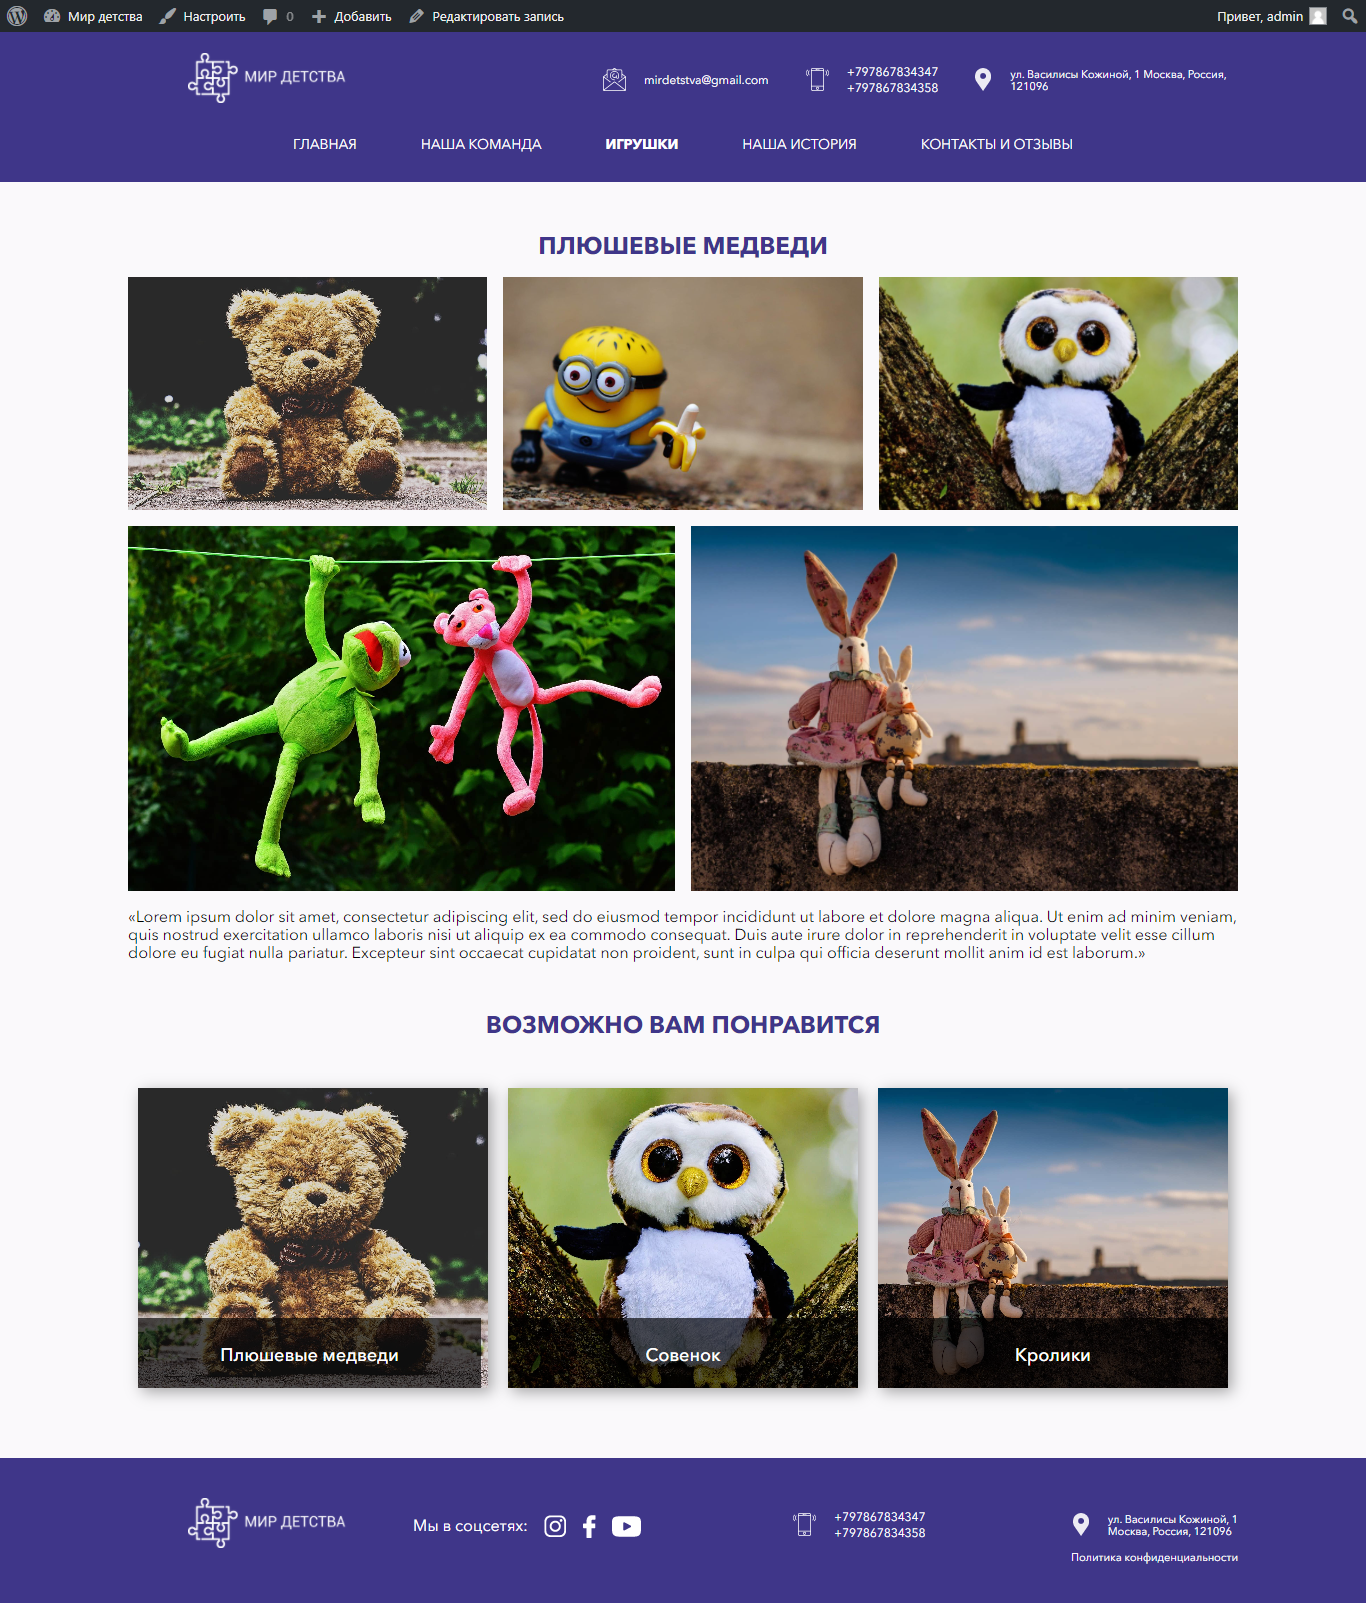 Мир детства
Настроить
0
Добавить
Редактировать запись
Привет, admin
МИР ДЕТСТВА
mirdetstva@gmail.com
+797867834347
+797867834358
ул. Василисы Кожиной, 1 Москва, Россия,
121096
ГЛАВНАЯ
НАША КОМАНДА
ИГРУШКИ
НАША ИСТОРИЯ
КОНТАКТЫ И ОТЗЫВЫ
ПЛЮШЕВЫЕ МЕДВЕДИ
«Lorem ipsum dolor sit amet, consectetur adipiscing elit, sed do eiusmod tempor incididunt ut labore et dolore magna aliqua. Ut enim ad minim veniam,
quis nostrud exercitation ullamco laboris nisi ut aliquip ex ea commodo consequat. Duis aute irure dolor in reprehenderit in voluptate velit esse cillum
dolore eu fugiat nulla pariatur. Excepteur sint occaecat cupidatat non proident, sunt in culpa qui officia deserunt mollit anim id est laborum.»
ВОЗМОЖНО ВАМ ПОНРАВИТСЯ
Плюшевые медведи
Совенок
Кролики
МИР ДЕТСТВА
Мы в соцсетях:
+797867834347
+797867834358
ул. Василисы Кожиной, 1
Москва, Россия, 121096
Политика конфиденциальности